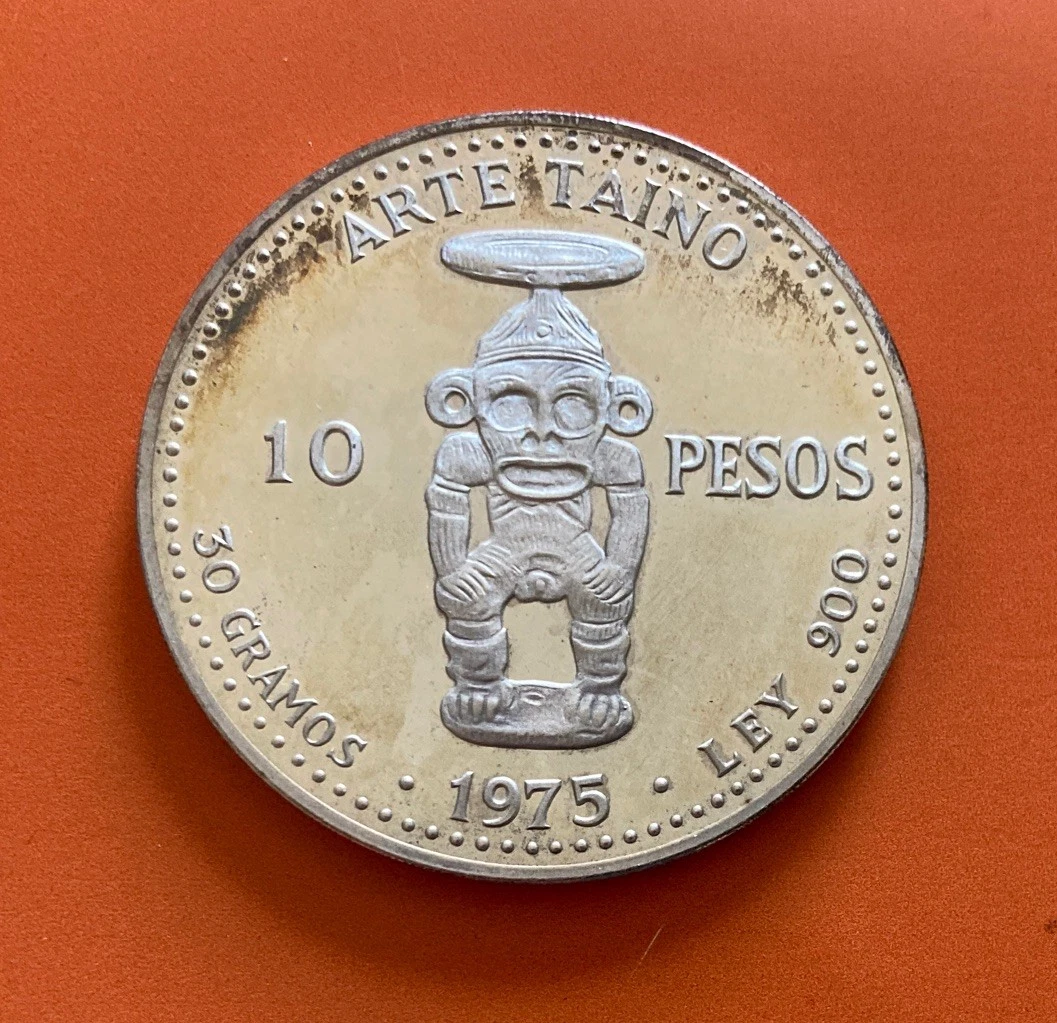 ARTE TAINO
10 PESOS
30 GRAMOS • 1975 • LEY 900